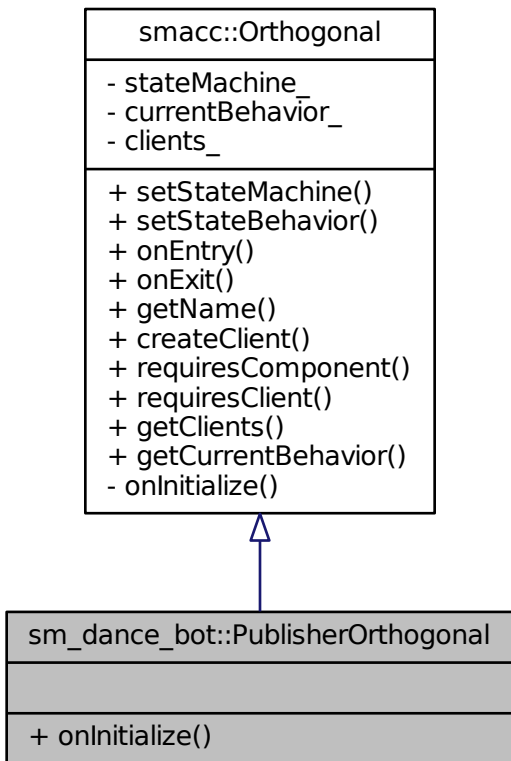 smacc::Orthogonal
- stateMachine_
- currentBehavior_
- clients_
+ setStateMachine()
+ setStateBehavior()
+ onEntry()
+ onExit()
+ getName()
+ createClient()
+ requiresComponent()
+ requiresClient()
+ getClients()
+ getCurrentBehavior()
- onInitialize()
sm_dance_bot::PublisherOrthogonal
+ onInitialize()